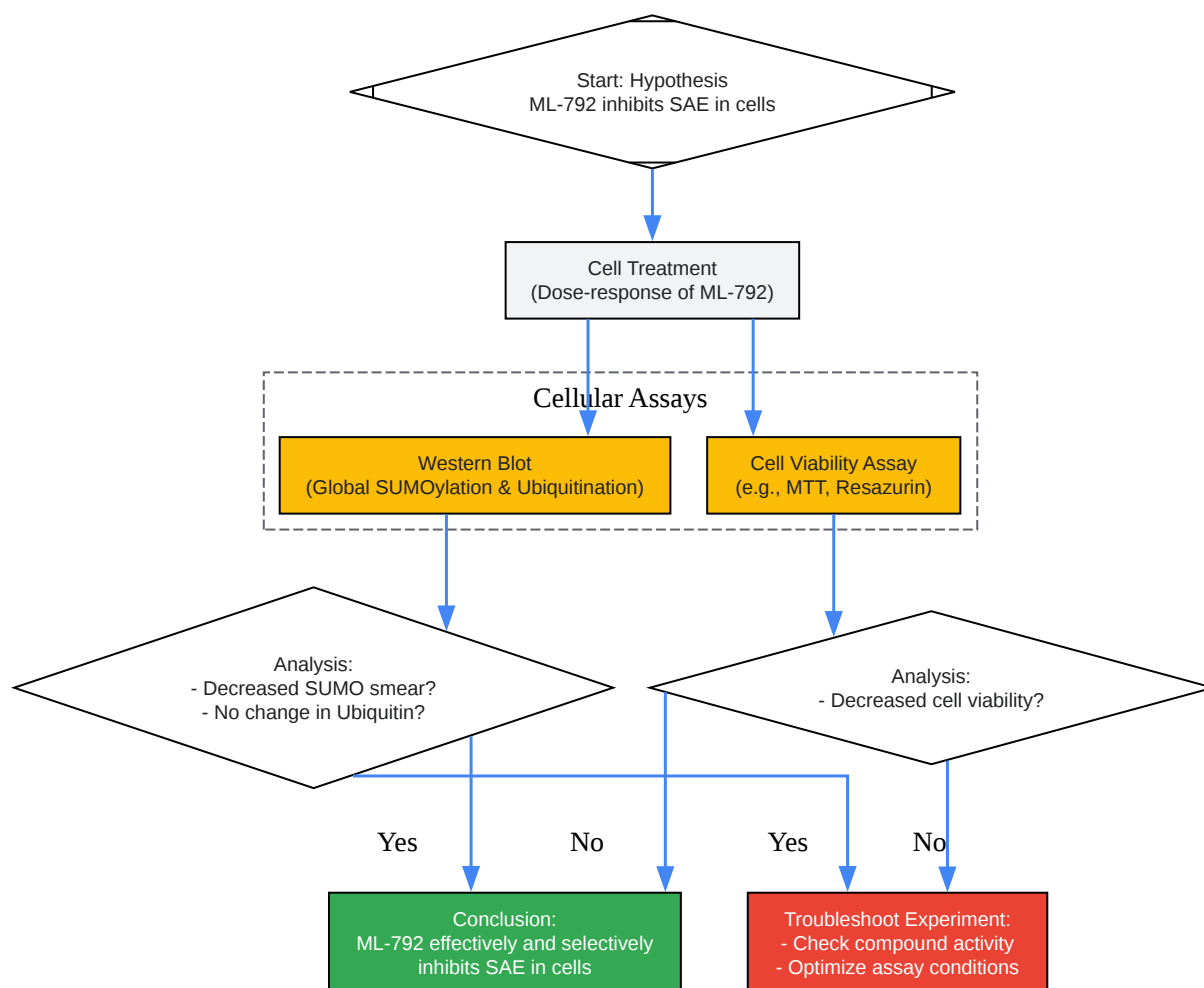 Start: Hypothesis
ML-792 inhibits SAE in cells
Cell Treatment
(Dose-response of ML-792)
Cellular Assays
Western Blot
(Global SUMOylation & Ubiquitination)
Cell Viability Assay
(e.g., MTT, Resazurin)
Analysis:
- Decreased SUMO smear?
- No change in Ubiquitin?
Analysis:
- Decreased cell viability?
Yes
No
Yes
No
Conclusion:
ML-792 effectively and selectively
inhibits SAE in cells
Troubleshoot Experiment:
- Check compound activity
- Optimize assay conditions